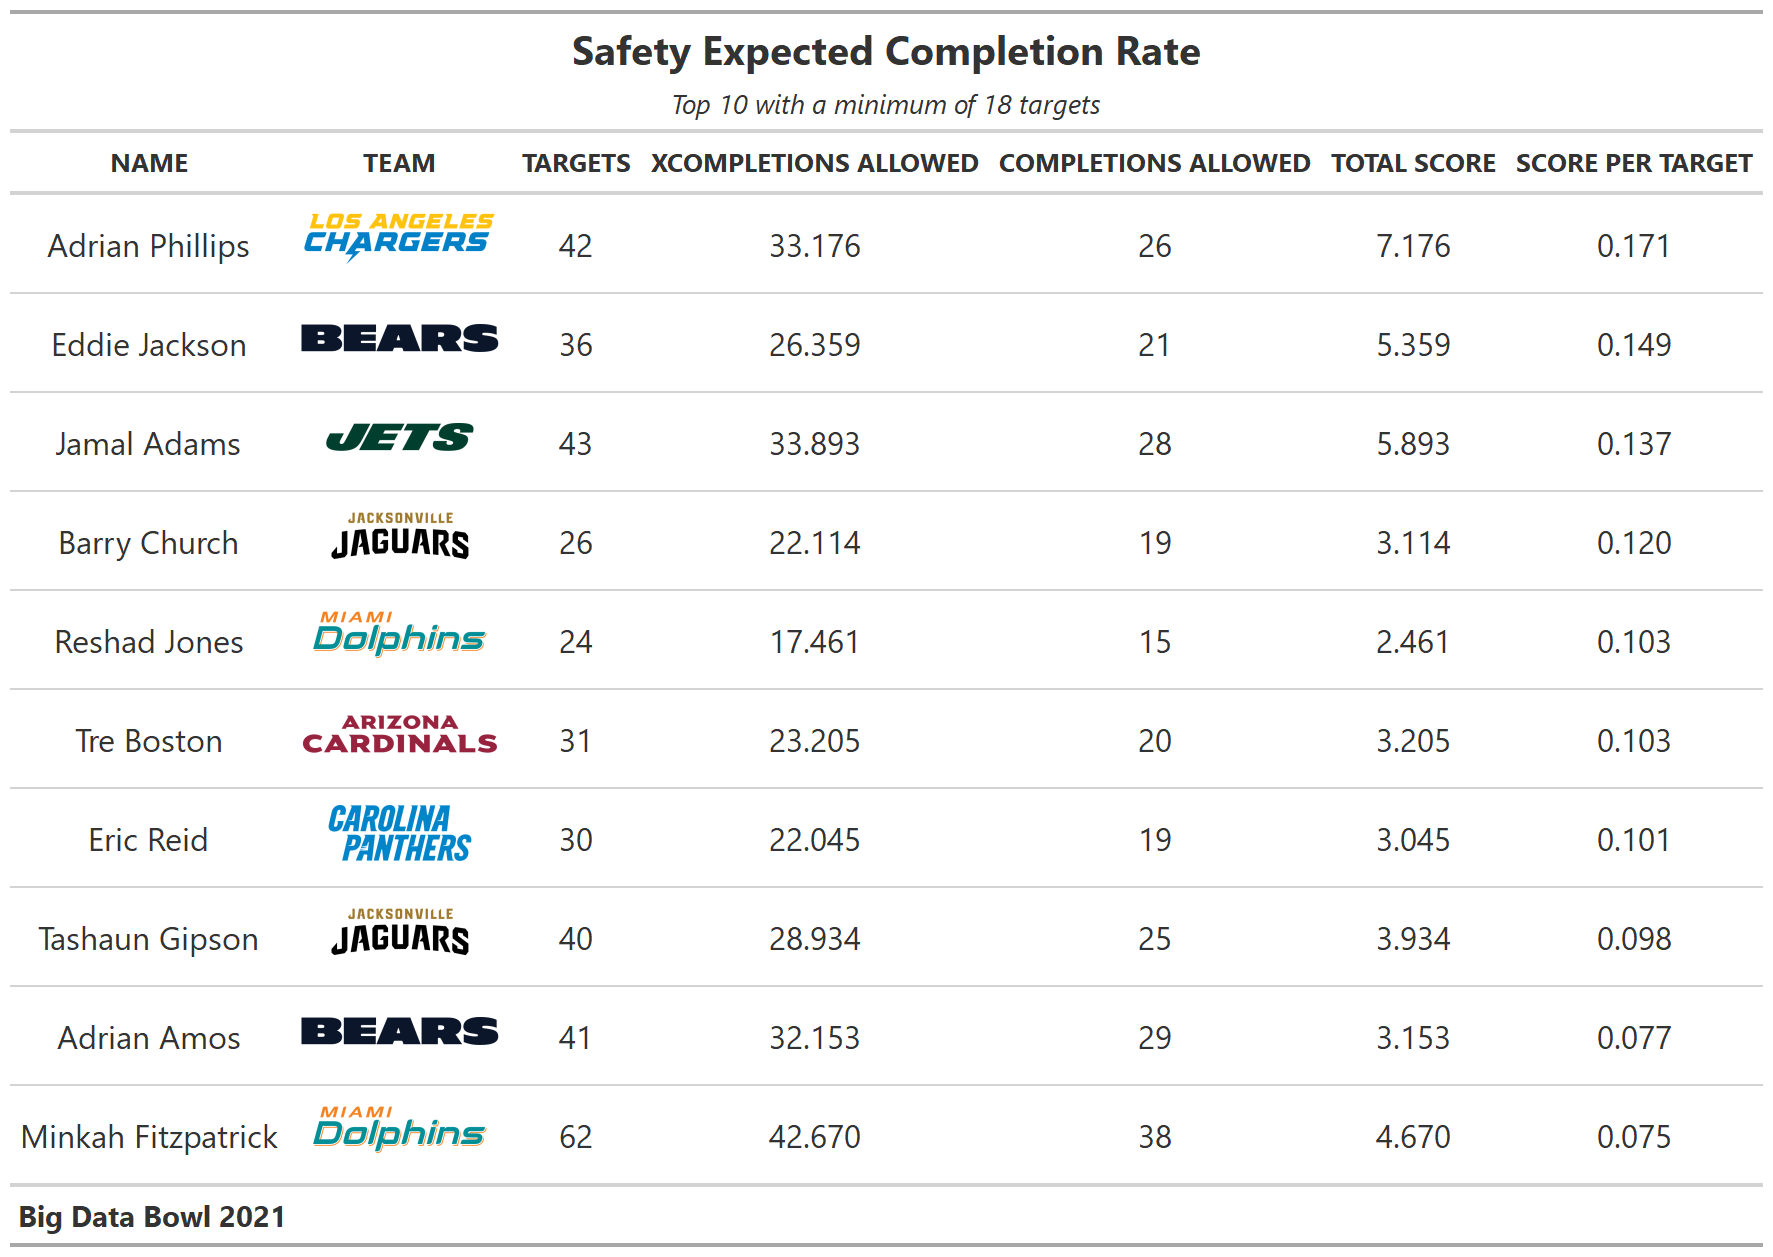 Safety Expected Completion Rate
Top 10 with a minimum of 18 targets
NAME TEAM TARGETS XCOMPLETIONS ALLOWED COMPLETIONS ALLOWED TOTAL SCORE SCORE PER TARGET
Adrian Phillips LOS ANGELES CHARGERS 42 33.176 26 7.176 0.171
Eddie Jackson BEARS 36 26.359 21 5.359 0.149
Jamal Adams JETS 43 33.893 28 5.893 0.137
Barry Church JACKSONVILLE JAGUARS 26 22.114 19 3.114 0.120
Reshad Jones MIAMI Dolphins 24 17.461 15 2.461 0.103
Tre Boston ARIZONA CARDINALS 31 23.205 20 3.205 0.103
Eric Reid CAROLINA PANTHERS 30 22.045 19 3.045 0.101
Tashaun Gipson JACKSONVILLE JAGUARS 40 28.934 25 3.934 0.098
Adrian Amos BEARS 41 32.153 29 3.153 0.077
Minkah Fitzpatrick MIAMI Dolphins 62 42.670 38 4.670 0.075
Big Data Bowl 2021